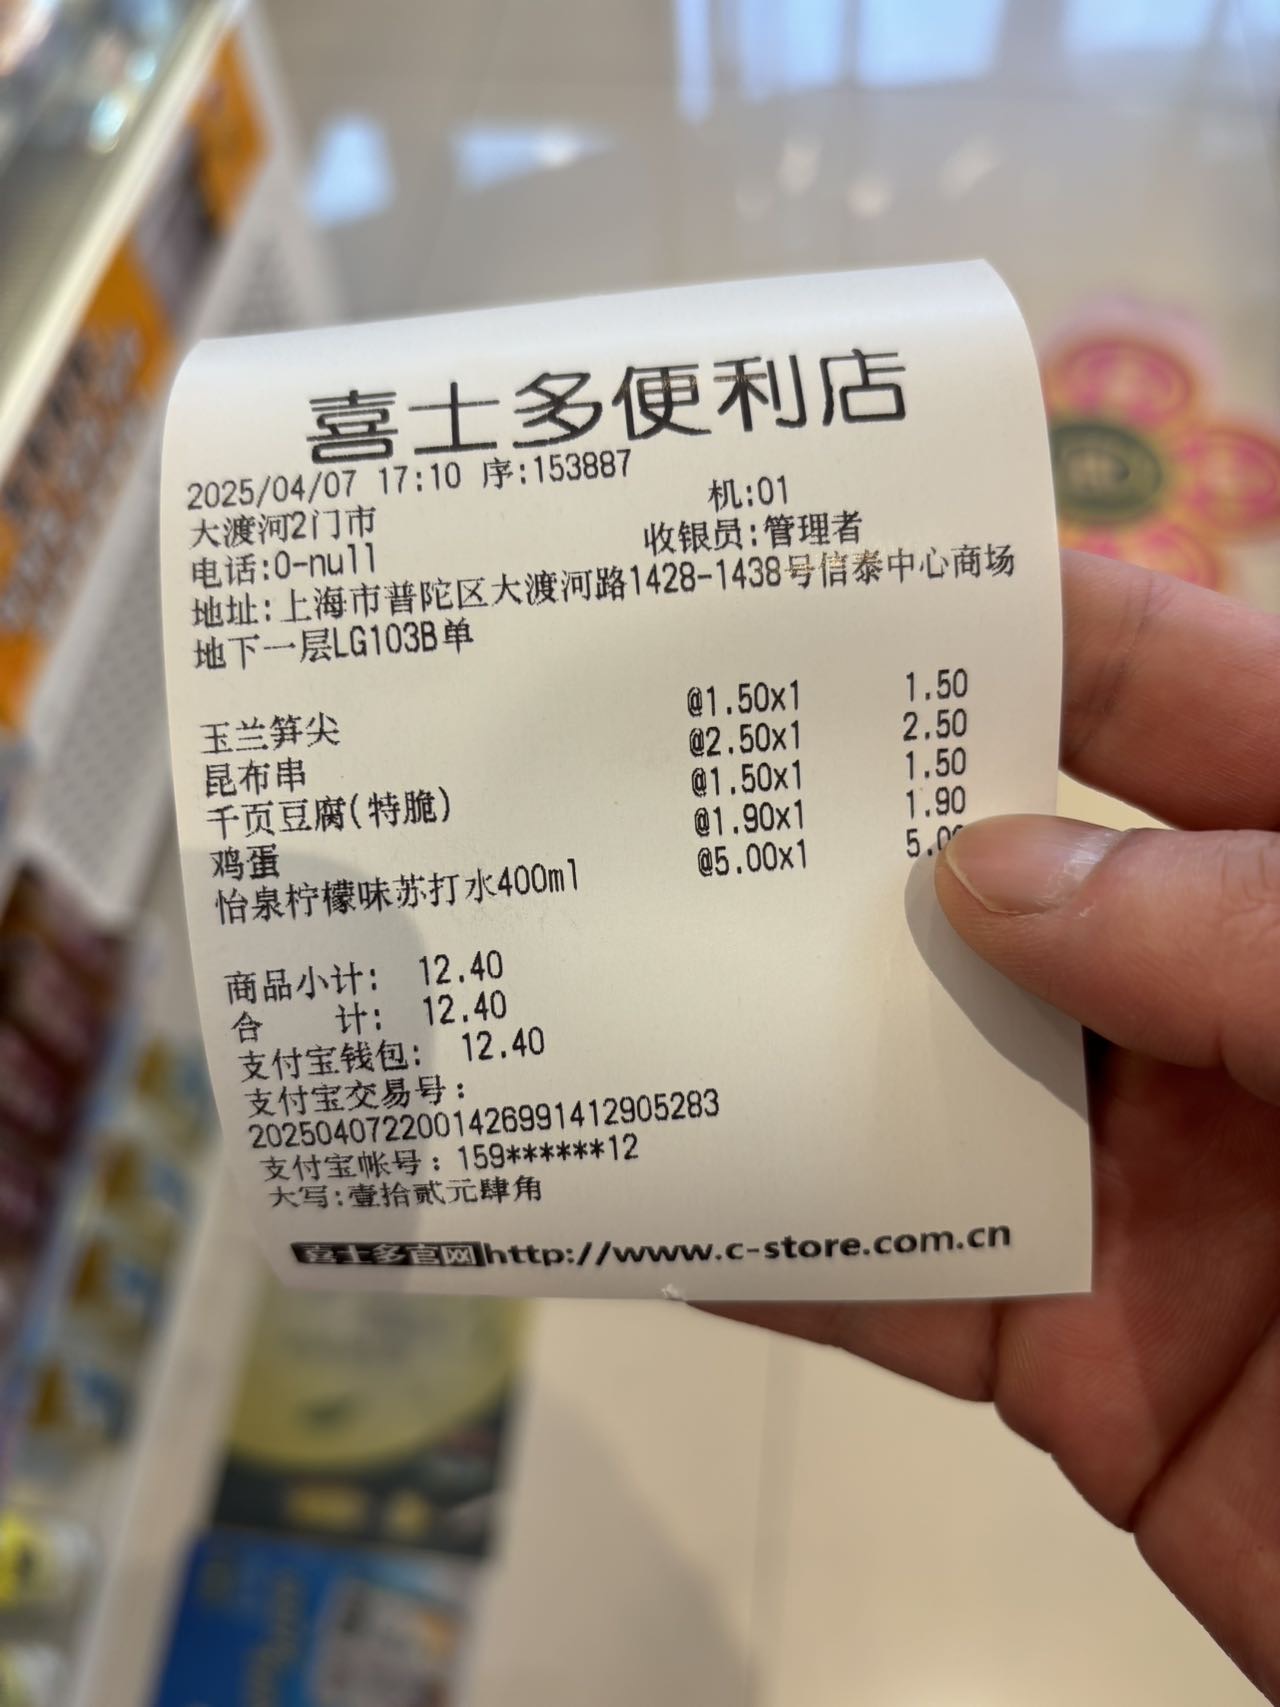 喜士多便利店
2025/04/07 17:10 序:153887
大渡河2门市 机:01
电话:0-null 收银员:管理者
地址:上海市普陀区大渡河路1428-1438号信泰中心商场
地下一层LG103B单
玉兰笋尖 @1.50x1 1.50
昆布串 @2.50x1 2.50
千页豆腐(特脆) @1.50x1 1.50
鸡蛋 @1.90x1 1.90
怡泉柠檬味苏打水400ml @5.00x1 5.00
商品小计: 12.40
合 计: 12.40
支付宝钱包: 12.40
支付宝交易号:
2025040722001426991412905283
支付宝帐号:159******12
大写:壹拾贰元肆角
喜士多官网http://www.c-store.com.cn